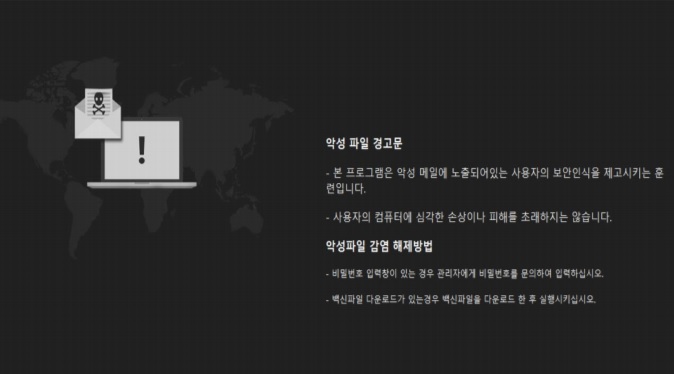 악성 파일 경고문
- 본 프로그램은 악성 메일에 노출되어있는 사용자의 보안인식을 제고시키는 훈
련입니다.
- 사용자의 컴퓨터에 심각한 손상이나 피해를 초래하지는 않습니다.
악성파일 감염 해제방법
- 비밀번호 입력창이 있는 경우 관리자에게 비밀번호를 문의하여 입력하십시오.
- 백신파일 다운로드가 있는경우 백신파일을 다운로드 한 후 실행시키십시오.